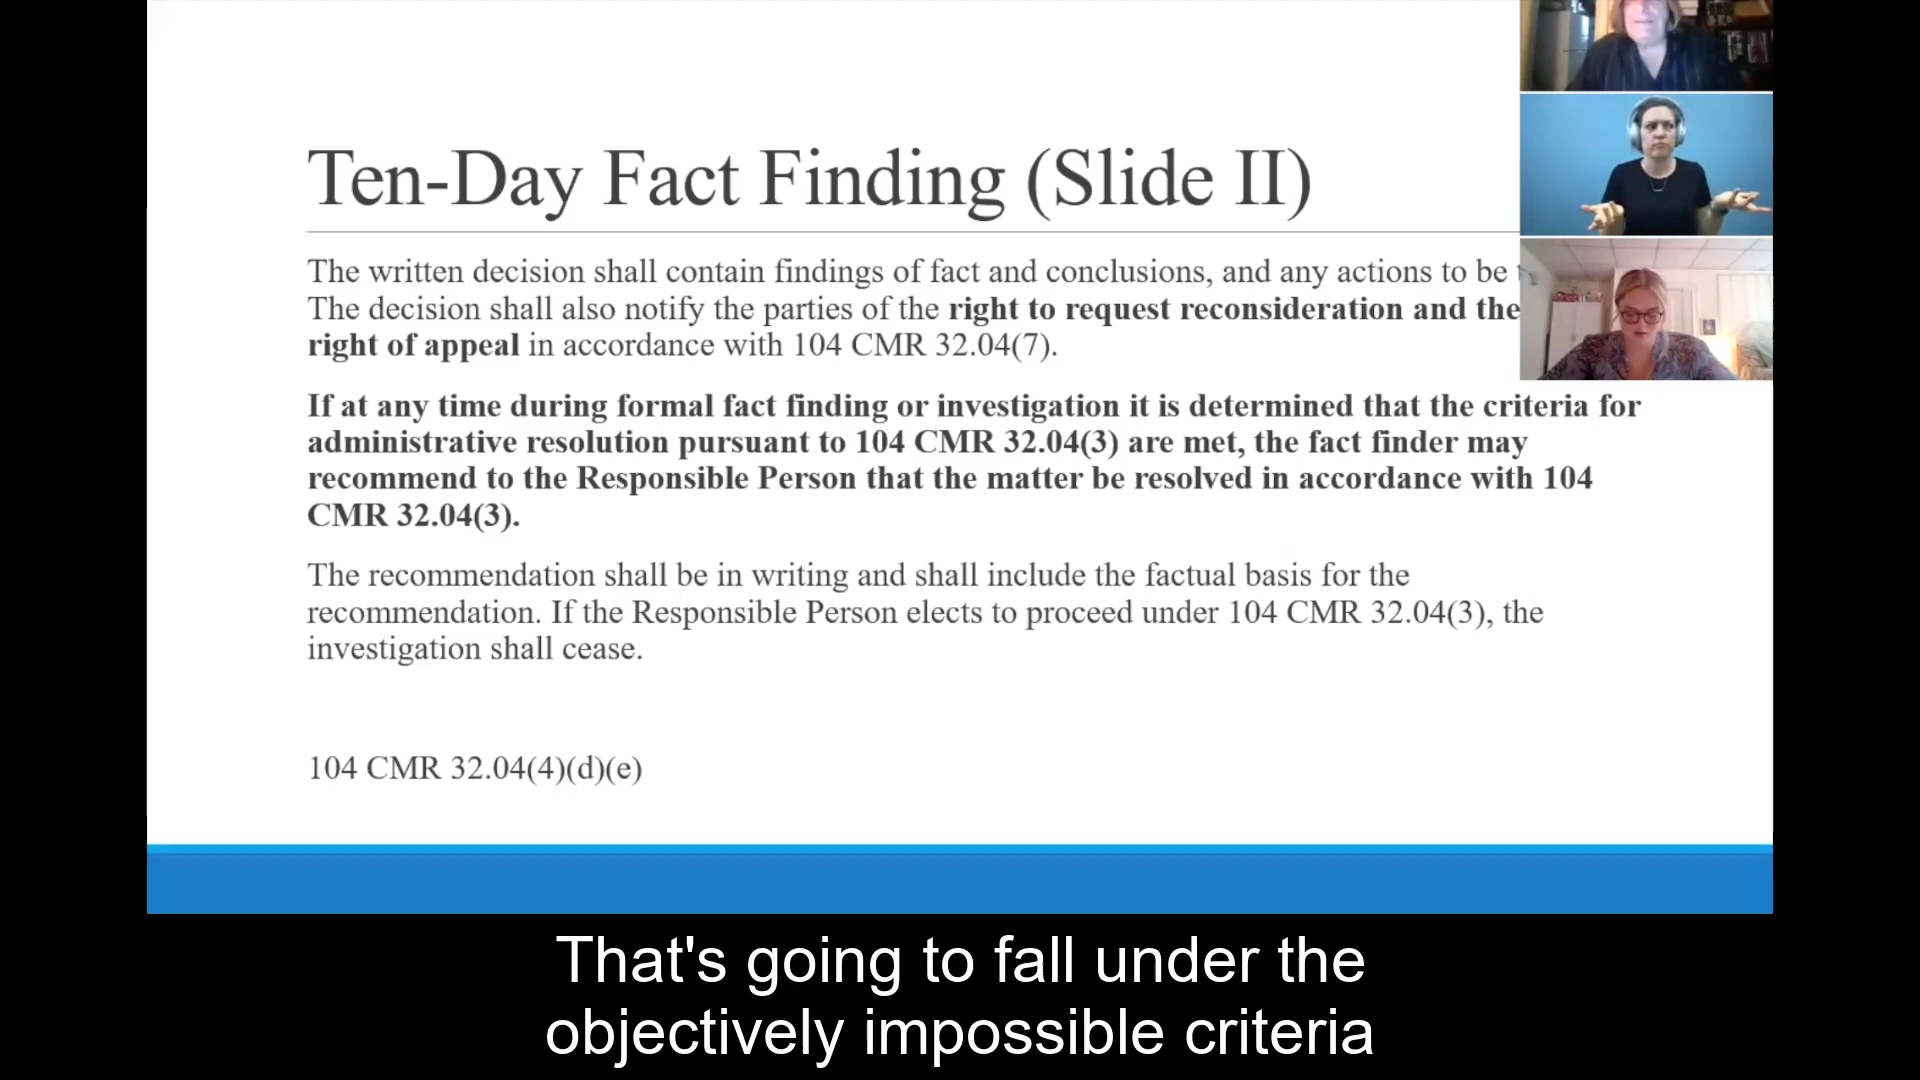 Ten-Day Fact Finding (Slide II)
The written decision shall contain findings of fact and conclusions, and any actions to be
The decision shall also notify the parties of the right to request reconsideration and the
right of appeal in accordance with 104 CMR 32.04(7).
If at any time during formal fact finding or investigation it is determined that the criteria for
administrative resolution pursuant to 104 CMR 32.04(3) are met, the fact finder may
recommend to the Responsible Person that the matter be resolved in accordance with 104
CMR 32.04(3).
The recommendation shall be in writing and shall include the factual basis for the
recommendation. If the Responsible Person elects to proceed under 104 CMR 32.04(3), the
investigation shall cease.
104 CMR 32.04(4)(d)(e)
That's going to fall under the
objectively impossible criteria